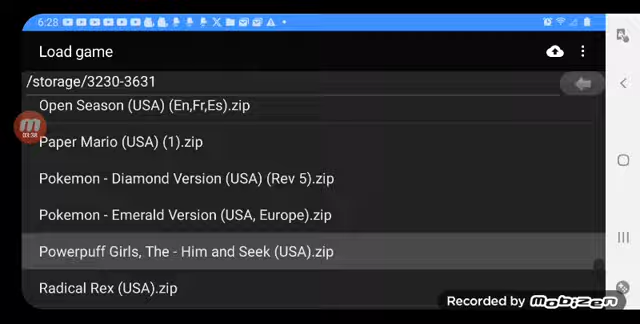 6:28
Load game
/storage/3230-3631
Open Season (USA) (En,Fr,Es).zip
Paper Mario (USA) (1).zip
Pokemon - Diamond Version (USA) (Rev 5).zip
Pokemon - Emerald Version (USA, Europe).zip
Powerpuff Girls, The - Him and Seek (USA).zip
Radical Rex (USA).zip
Recorded by Mobizen